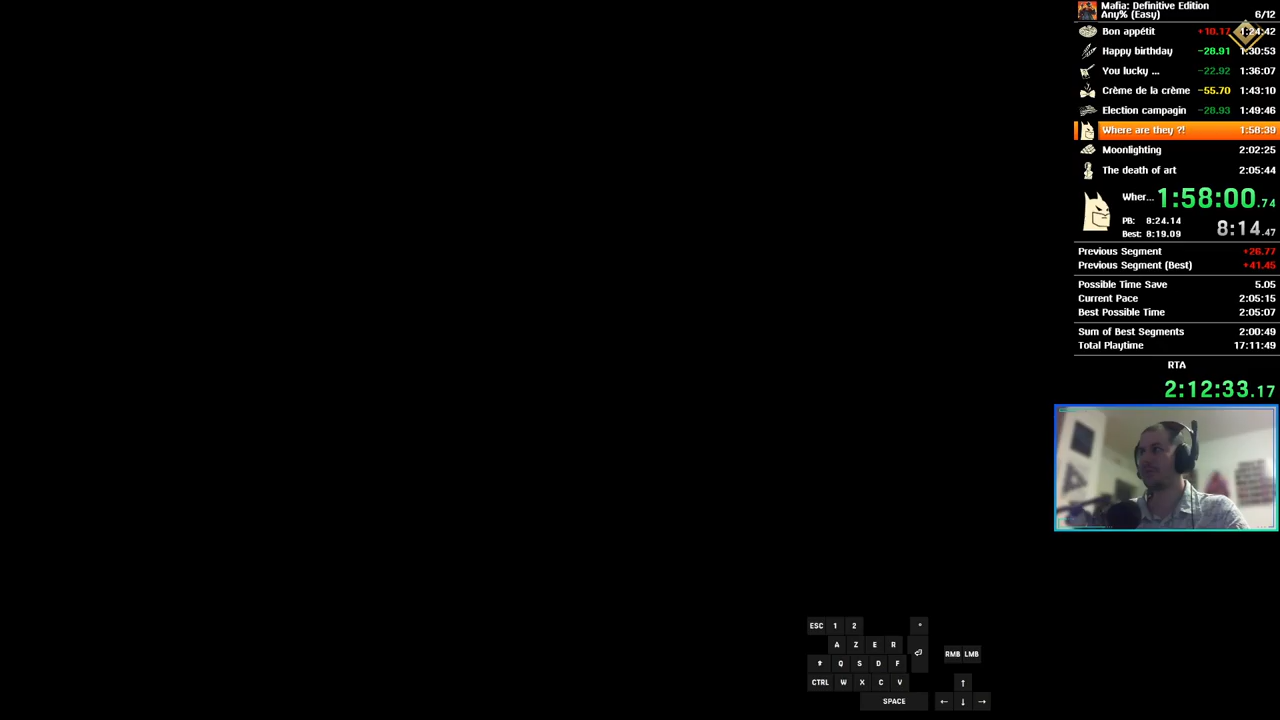 Mafia: Definitive Edition
Any% (Easy) 6/12
Bon appétit +10.17 1:24:42
Happy birthday -28.91 1:30:53
You lucky ... -22.92 1:36:07
Crème de la crème -55.70 1:43:10
Election campagin -28.93 1:49:46
Where are they ?! 1:58:39
Moonlighting 2:02:25
The death of art 2:05:44
Wher... 1:58:00.74
PB: 8:24.14
Best: 8:19.09
8:14.47
Previous Segment +26.77
Previous Segment (Best) +41.45
Possible Time Save 5.05
Current Pace 2:05:15
Best Possible Time 2:05:07
Sum of Best Segments 2:00:49
Total Playtime 17:11:49
RTA
2:12:33.17
ESC 1 2 °
A Z E R
Q S D F
RMB LMB
CTRL W X C V
SPACE